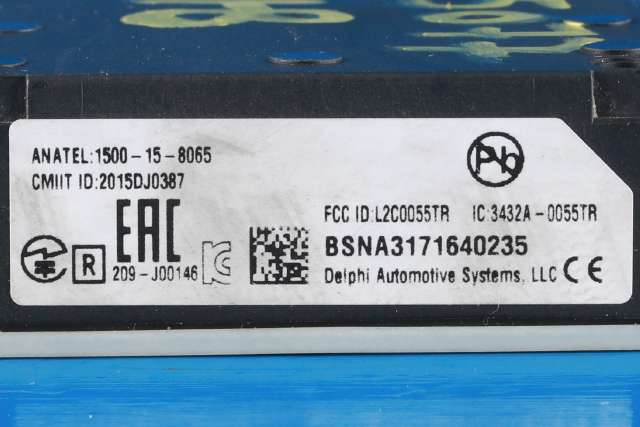 ANATEL:1500-15-8065
CMIIT ID:2015DJ0387
Pb
FCC ID:L2C0055TR IC:3432A-0055TR
EAC
R
209-J00146
BSNA3171640235
Delphi Automotive Systems, LLC CE